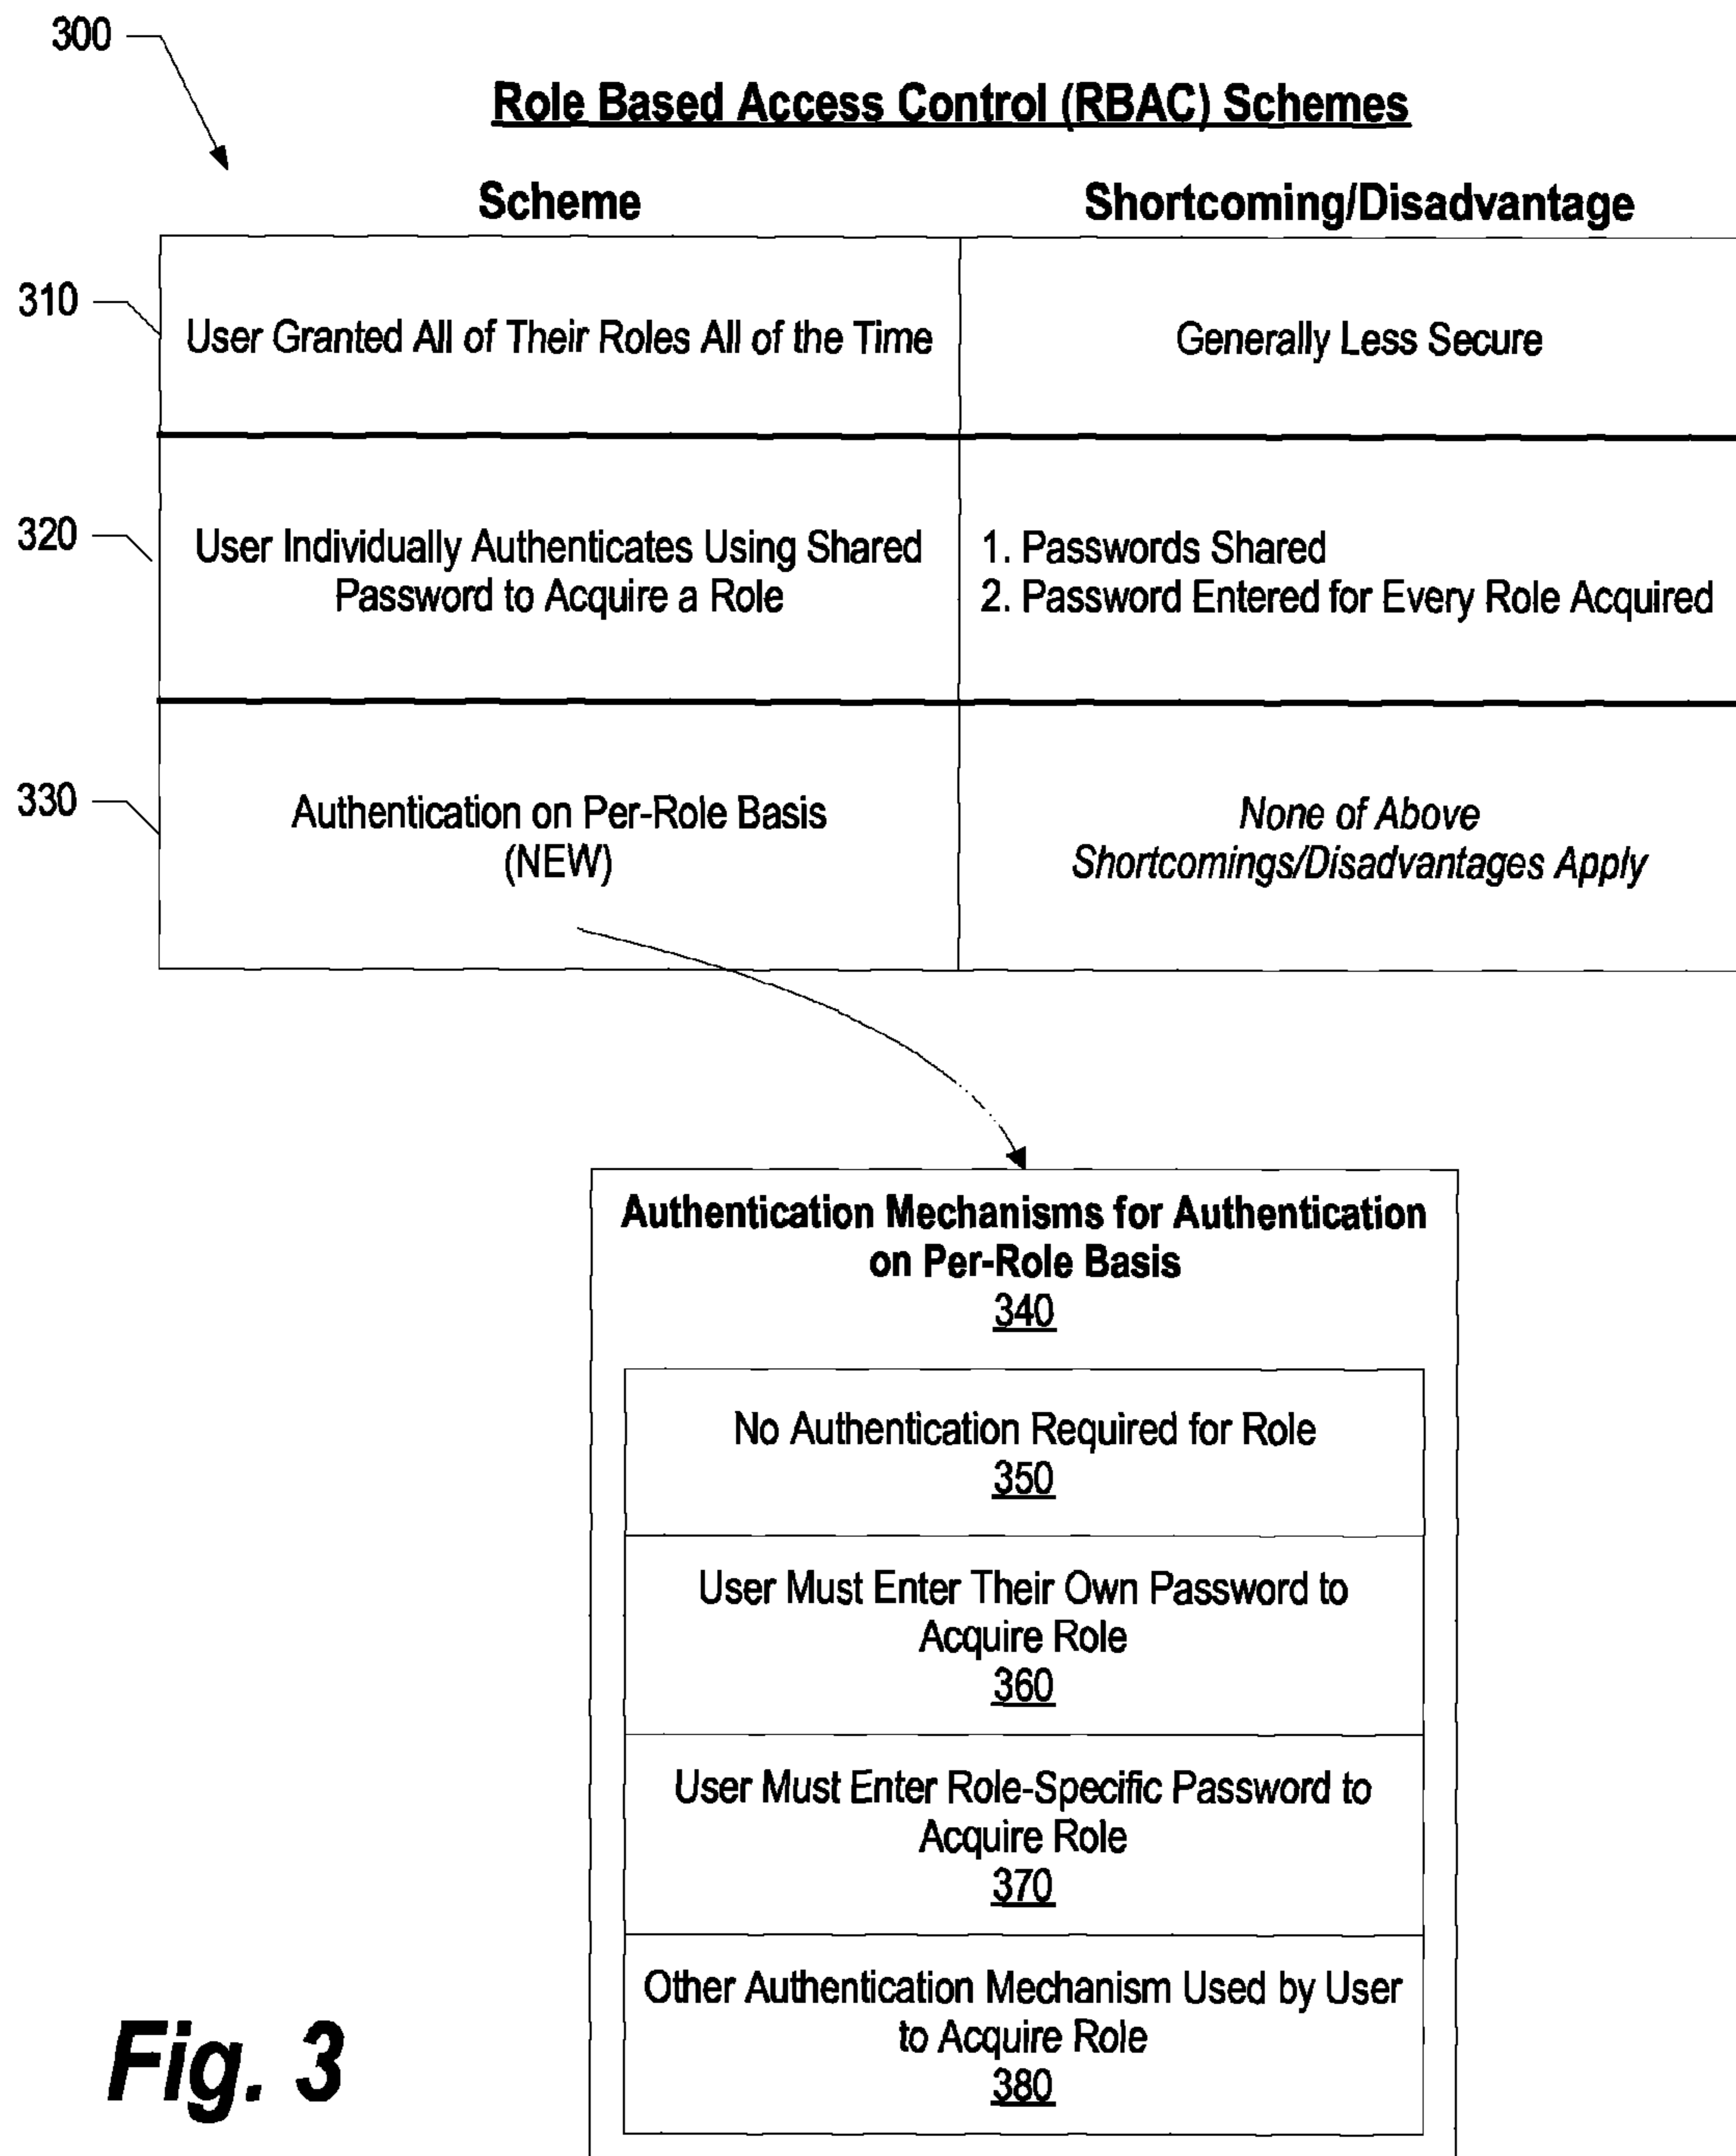 300
Role Based Access Control (RBAC) Schemes
Scheme
Shortcoming/Disadvantage
310
User Granted All of Their Roles All of the Time
Generally Less Secure
320
User Individually Authenticates Using Shared
Password to Acquire a Role
1. Passwords Shared
2. Password Entered for Every Role Acquired
330
Authentication on Per-Role Basis
(NEW)
None of Above
Shortcomings/Disadvantages Apply
Authentication Mechanisms for Authentication
on Per-Role Basis
340
No Authentication Required for Role
350
User Must Enter Their Own Password to
Acquire Role
360
User Must Enter Role-Specific Password to
Acquire Role
370
Other Authentication Mechanism Used by User
to Acquire Role
380
Fig. 3